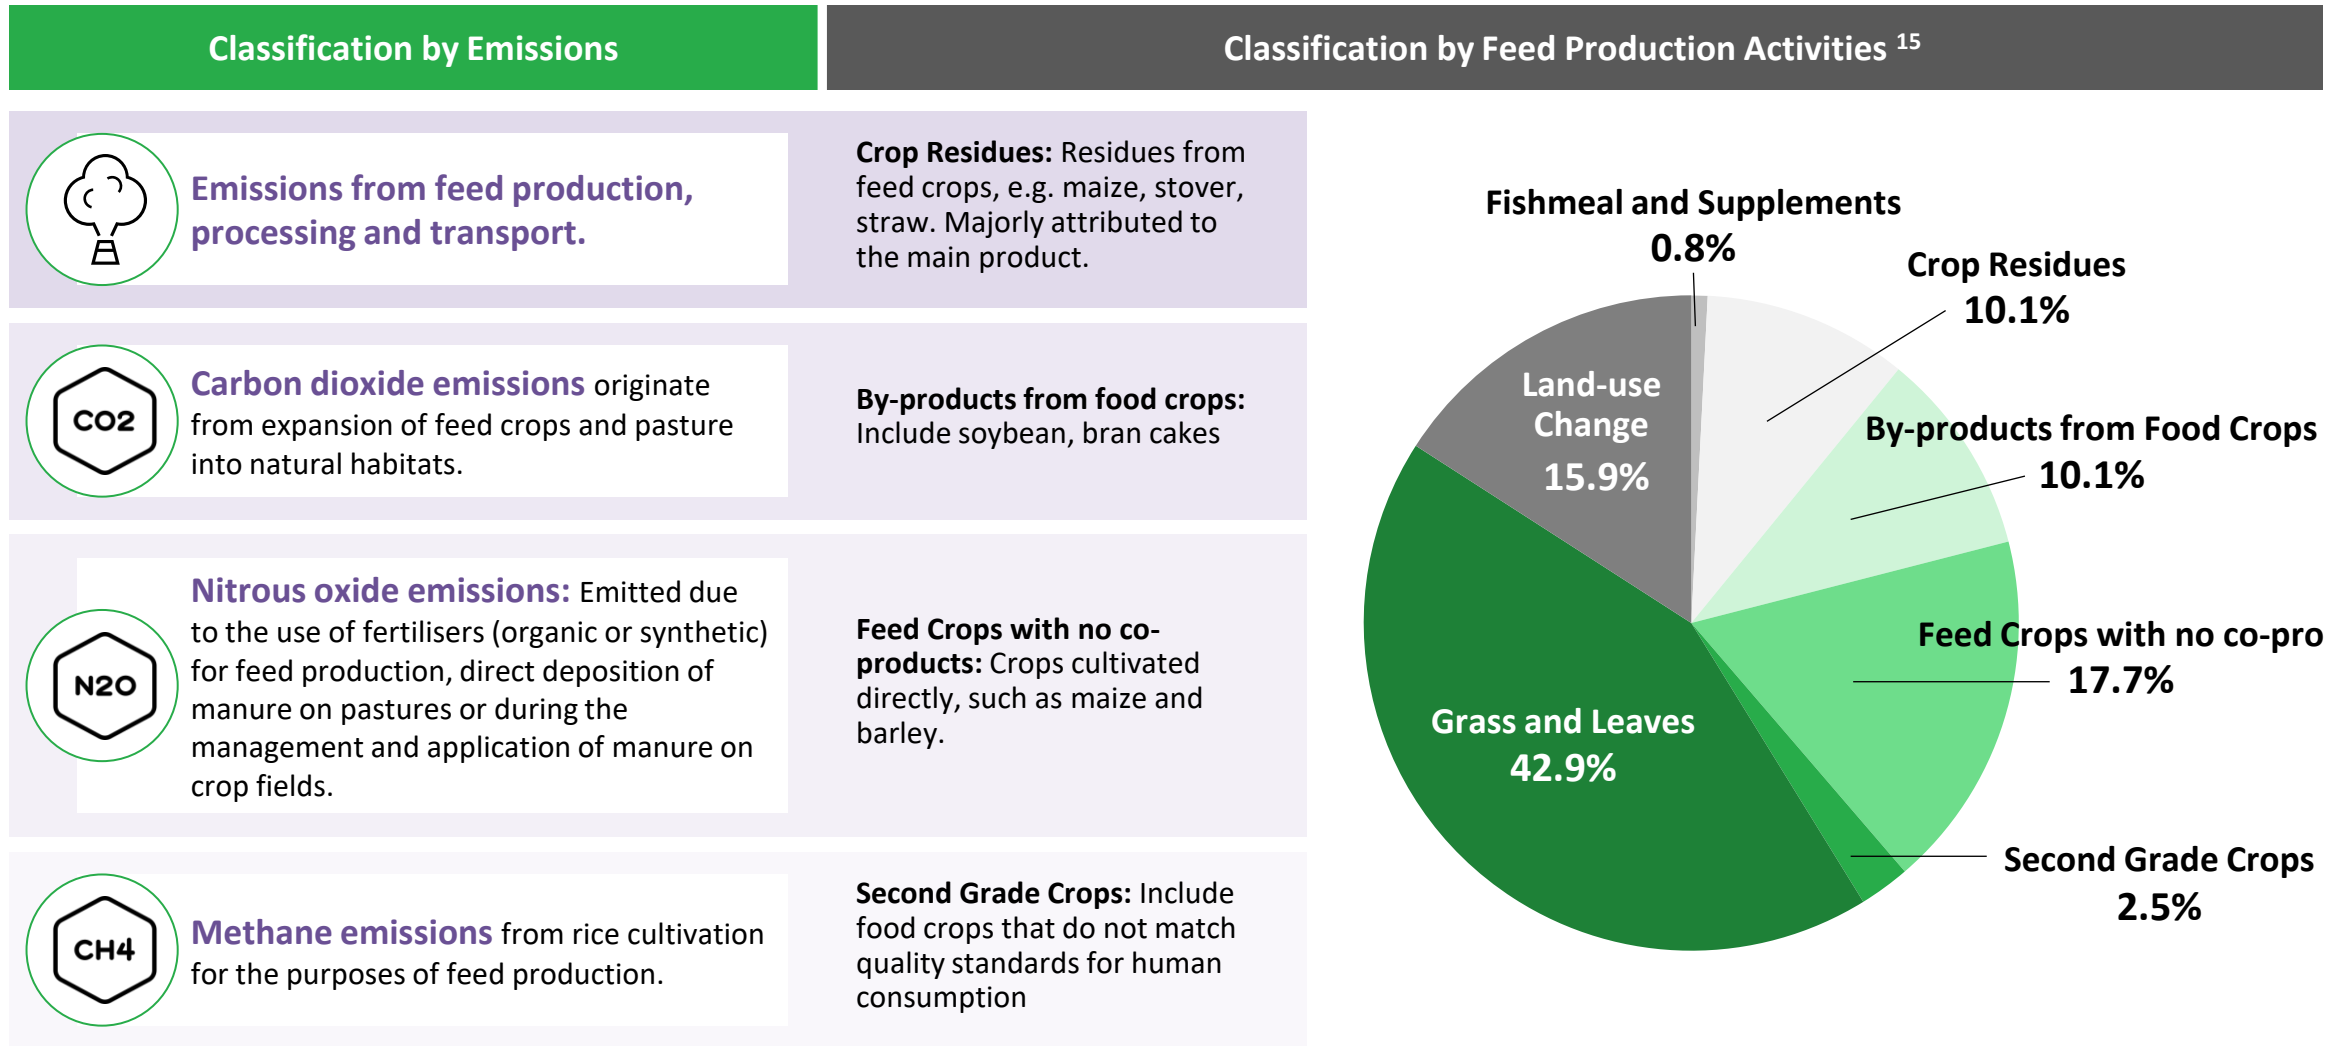 Classification by Emissions
Classification by Feed Production Activities 15
Emissions from feed production,
processing and transport.
Crop Residues: Residues from
feed crops, e.g. maize, stover,
straw. Majorly attributed to
the main product.
CO2
Carbon dioxide emissions originate
from expansion of feed crops and pasture
into natural habitats.
By-products from food crops:
Include soybean, bran cakes
N2O
Nitrous oxide emissions: Emitted due
to the use of fertilisers (organic or synthetic)
for feed production, direct deposition of
manure on pastures or during the
management and application of manure on
crop fields.
Feed Crops with no co-
products: Crops cultivated
directly, such as maize and
barley.
CH4
Methane emissions from rice cultivation
for the purposes of feed production.
Second Grade Crops: Include
food crops that do not match
quality standards for human
consumption
Fishmeal and Supplements
0.8%
Crop Residues
10.1%
By-products from Food Crops
10.1%
Feed Crops with no co-pro
17.7%
Second Grade Crops
2.5%
Grass and Leaves
42.9%
Land-use
Change
15.9%